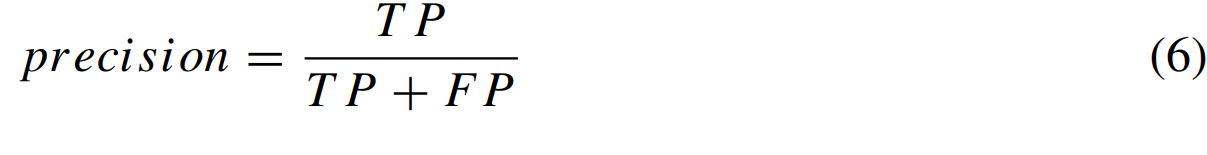 precision = TP / TP + FP (6)